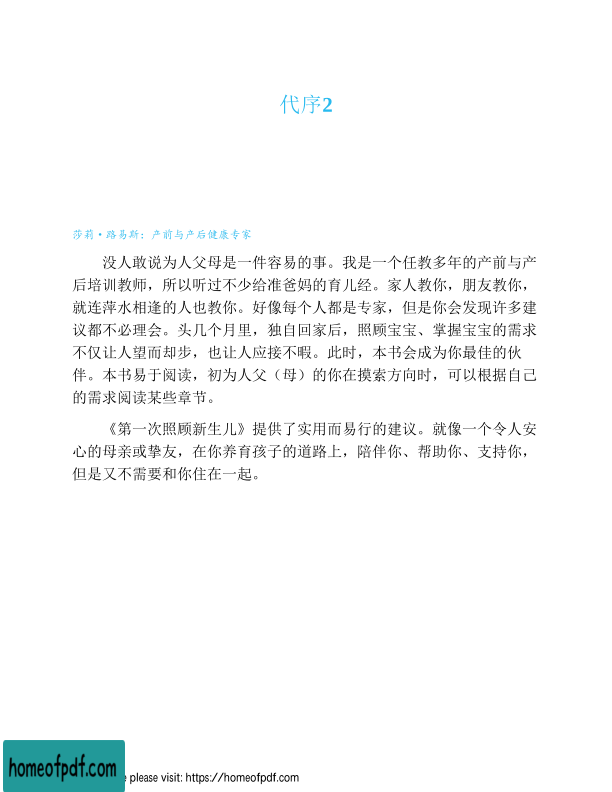 代序2
莎莉·路易斯：产前与产后健康专家
没人敢说为人父母是一件容易的事。我是一个任教多年的产前与产
后培训教师，所以听过不少给准爸妈的育儿经。家人教你，朋友教你，
就连萍水相逢的人也教你。好像每个人都是专家，但是你会发现许多建
议都不必理会。头几个月里，独自回家后，照顾宝宝、掌握宝宝的需求
不仅让人望而却步，也让人应接不暇。此时，本书会成为你最佳的伙
伴。本书易于阅读，初为人父（母）的你在摸索方向时，可以根据自己
的需求阅读某些章节。
《第一次照顾新生儿》提供了实用而易行的建议。就像一个令人安
心的母亲或挚友，在你养育孩子的道路上，陪伴你、帮助你、支持你，
但是又不需要和你住在一起。
homeofpdf.com
please visit: https://homeofpdf.com